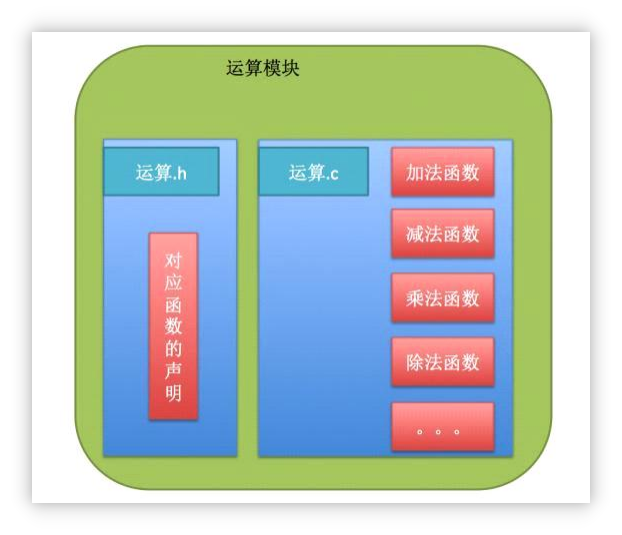 运算模块
运算.h
对应函数的声明
运算.c
加法函数
减法函数
乘法函数
除法函数
。。。